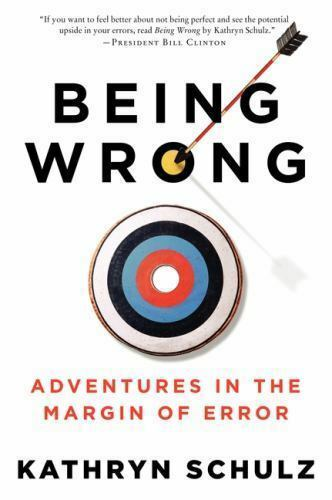 "If you want to feel better about not being perfect and see the potential
upside in your errors, read Being Wrong by Kathryn Schulz."
—President Bill Clinton
BEING
WRONG
ADVENTURES IN THE
MARGIN OF ERROR
KATHRYN SCHULZ